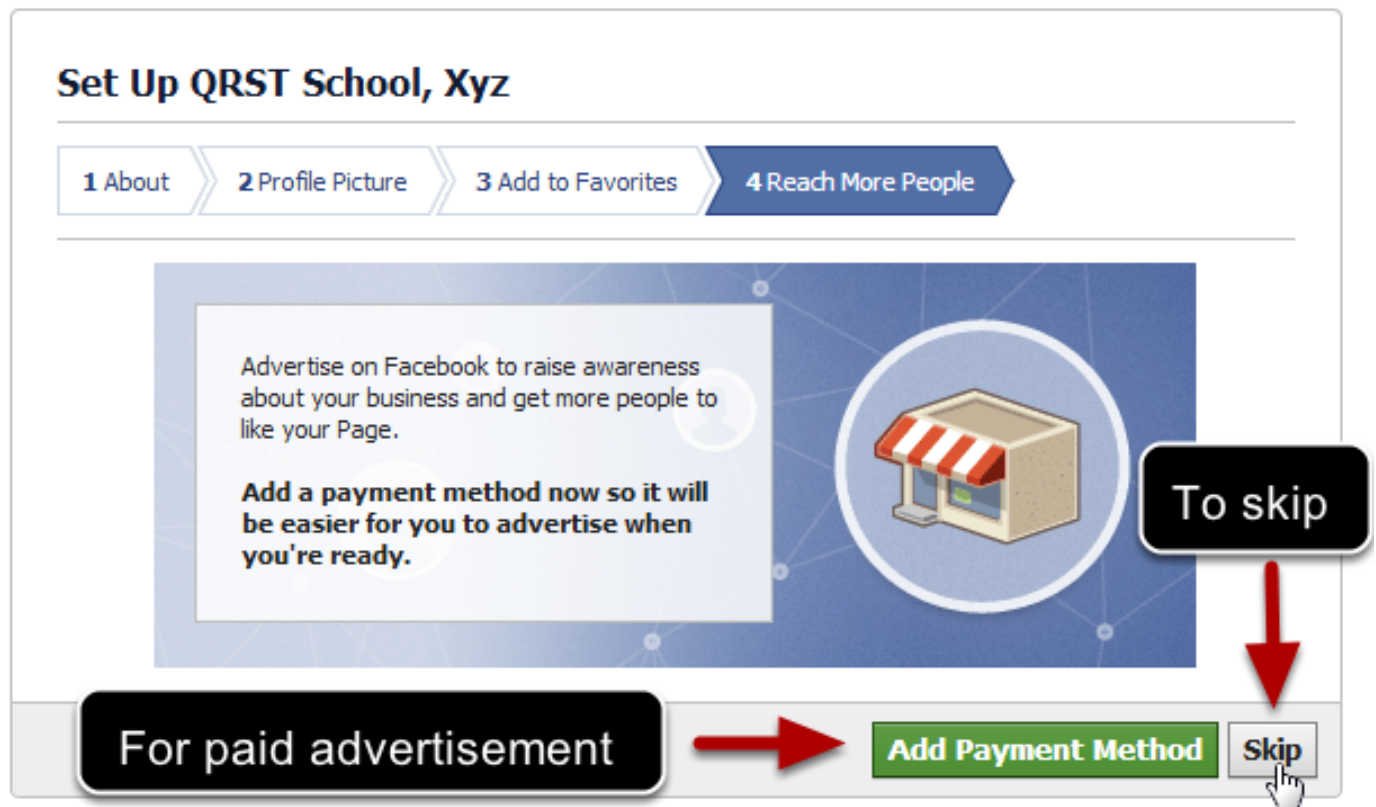 Set Up QRST School, Xyz
1 About
2 Profile Picture
3 Add to Favorites
4 Reach More People
Advertise on Facebook to raise awareness
about your business and get more people to
like your Page.
Add a payment method now so it will
be easier for you to advertise when
you're ready.
To skip
For paid advertisement
Add Payment Method
Skip